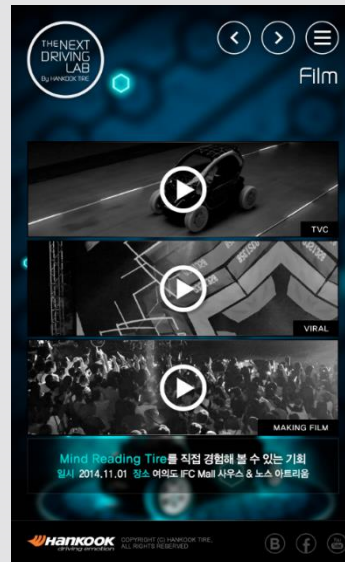 THE NEXT
DRIVING
LAB
By HANKOOK TIRE
Film
TVC
VIRAL
MAKING FILM
Mind Reading Tire를 직접 경험해 볼 수 있는 기회
일시 2014.11.01 장소 여의도 IFC Mall 사우스 & 노스 아트리움
HANKOOK
driving emotion
COPYRIGHT (C) HANKOOK TIRE.
ALL RIGHTS RESERVED
B f You